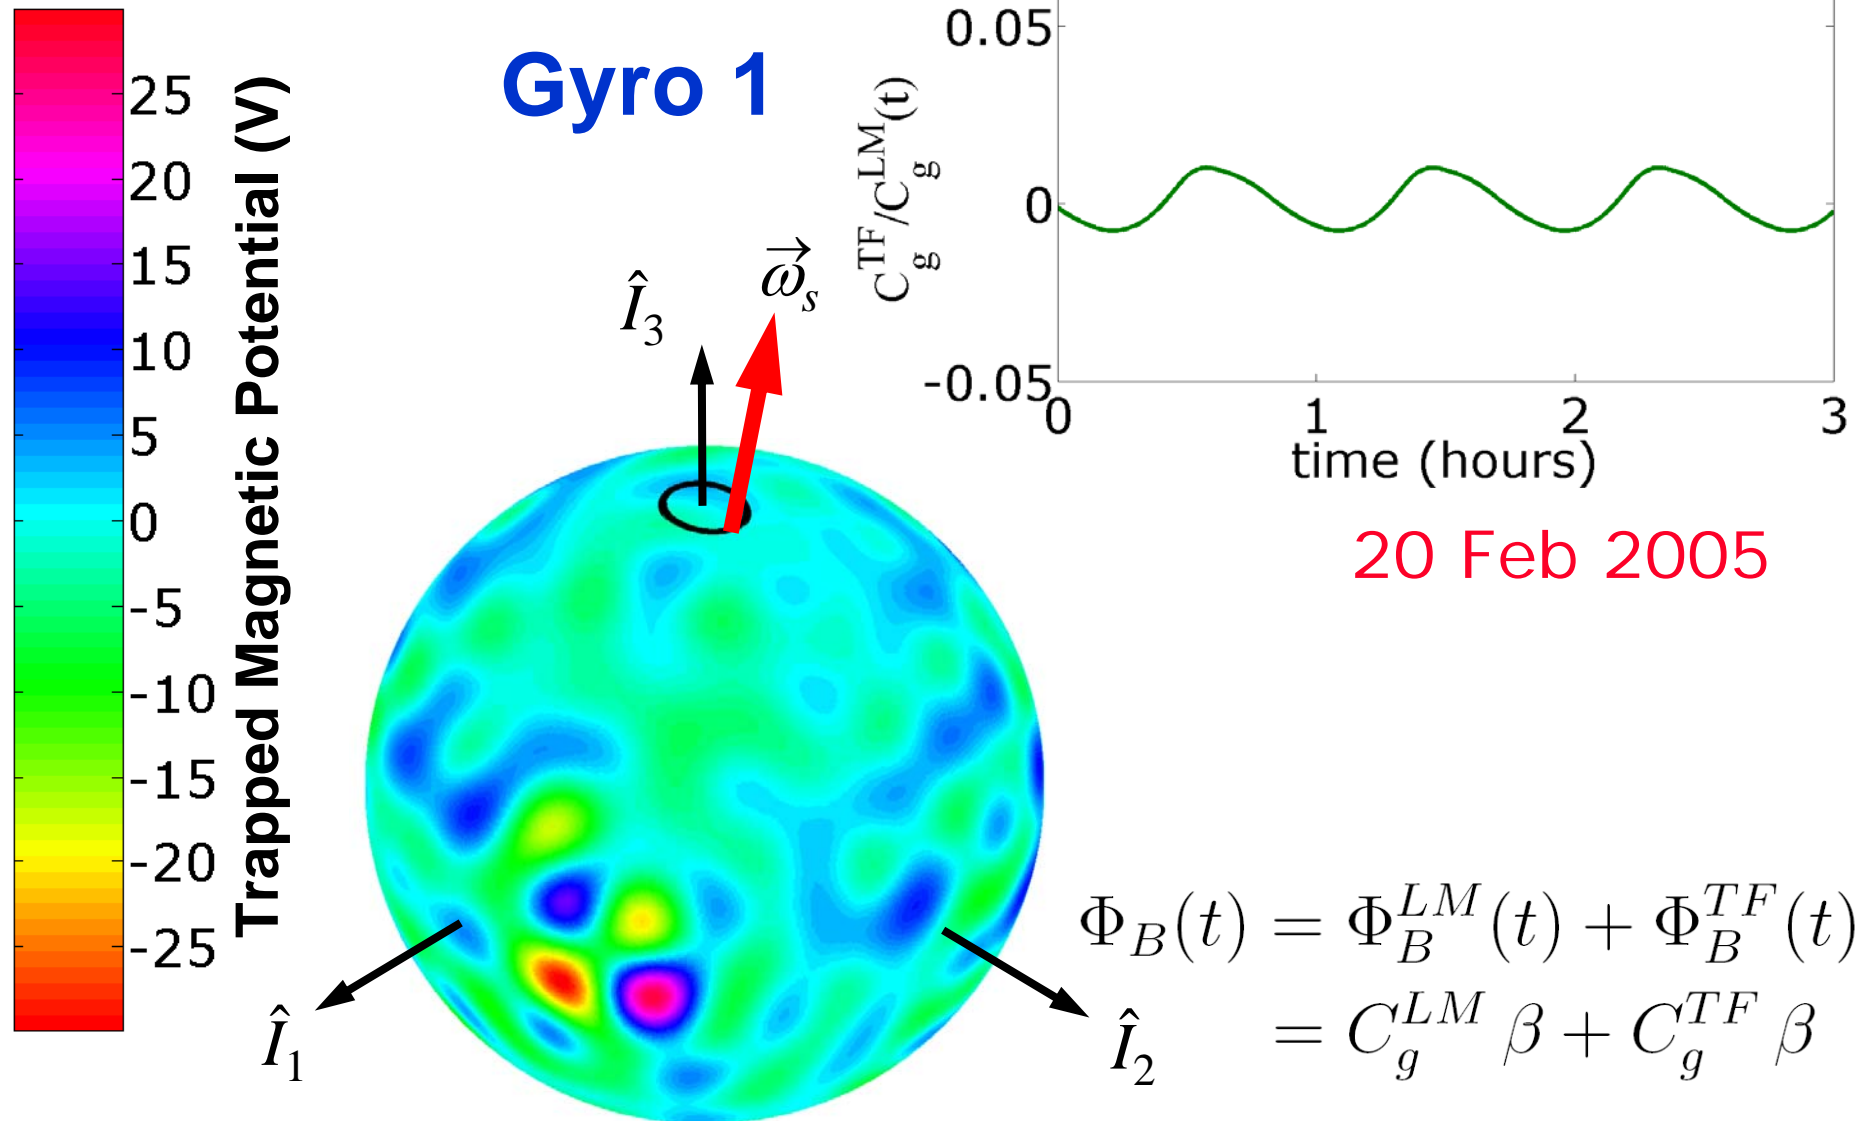 Gyro 1
25
20
15
10
5
0
-5
-10
-15
-20
-25
Trapped Magnetic Potential (V)
0.05
0
-0.05
C_g^{TF}/C_g^{LM}(t)
0 1 2 3
time (hours)
20 Feb 2005
Î₃
ω⃗ₛ
Î₁
Î₂
Φ_B(t) = Φ_B^{LM}(t) + Φ_B^{TF}(t)
= C_g^{LM} β + C_g^{TF} β